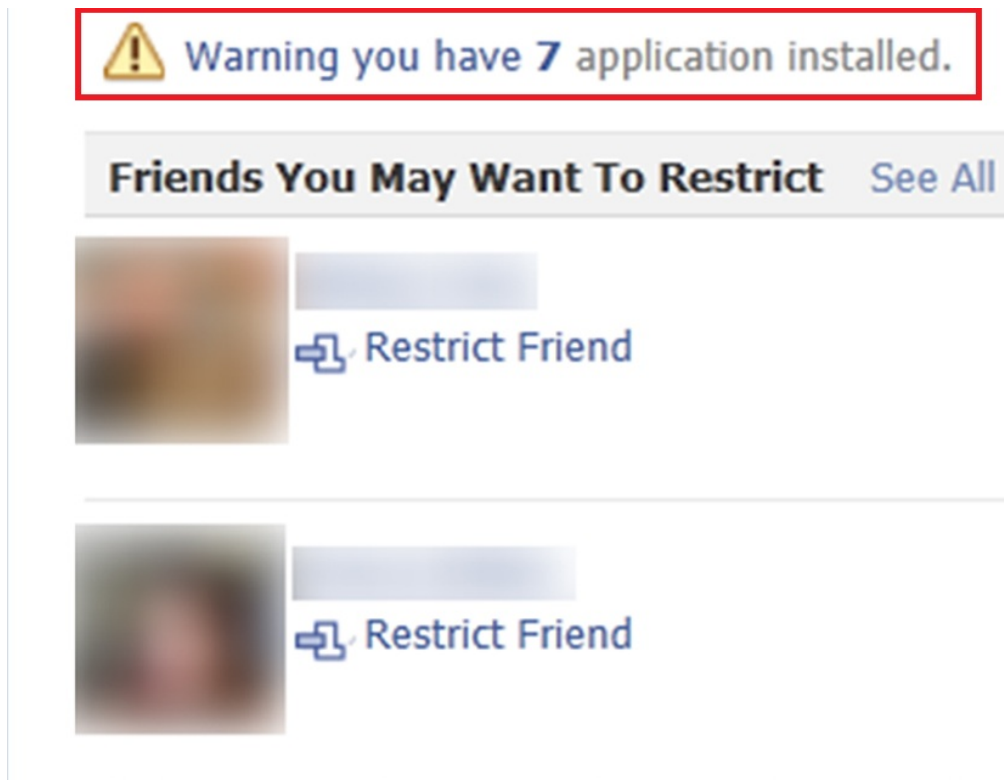 Warning you have 7 application installed.
Friends You May Want To Restrict See All
Restrict Friend
Restrict Friend